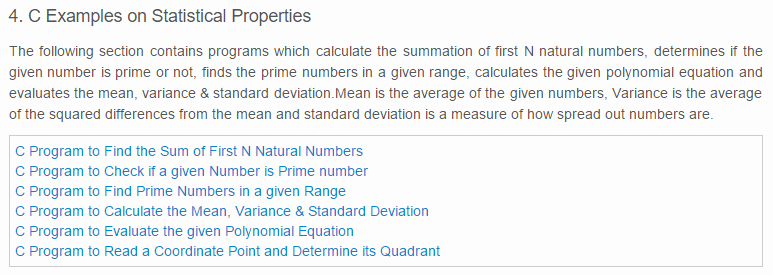 4. C Examples on Statistical Properties
The following section contains programs which calculate the summation of first N natural numbers, determines if the
given number is prime or not, finds the prime numbers in a given range, calculates the given polynomial equation and
evaluates the mean, variance & standard deviation.Mean is the average of the given numbers, Variance is the average
of the squared differences from the mean and standard deviation is a measure of how spread out numbers are.
C Program to Find the Sum of First N Natural Numbers
C Program to Check if a given Number is Prime number
C Program to Find Prime Numbers in a given Range
C Program to Calculate the Mean, Variance & Standard Deviation
C Program to Evaluate the given Polynomial Equation
C Program to Read a Coordinate Point and Determine its Quadrant